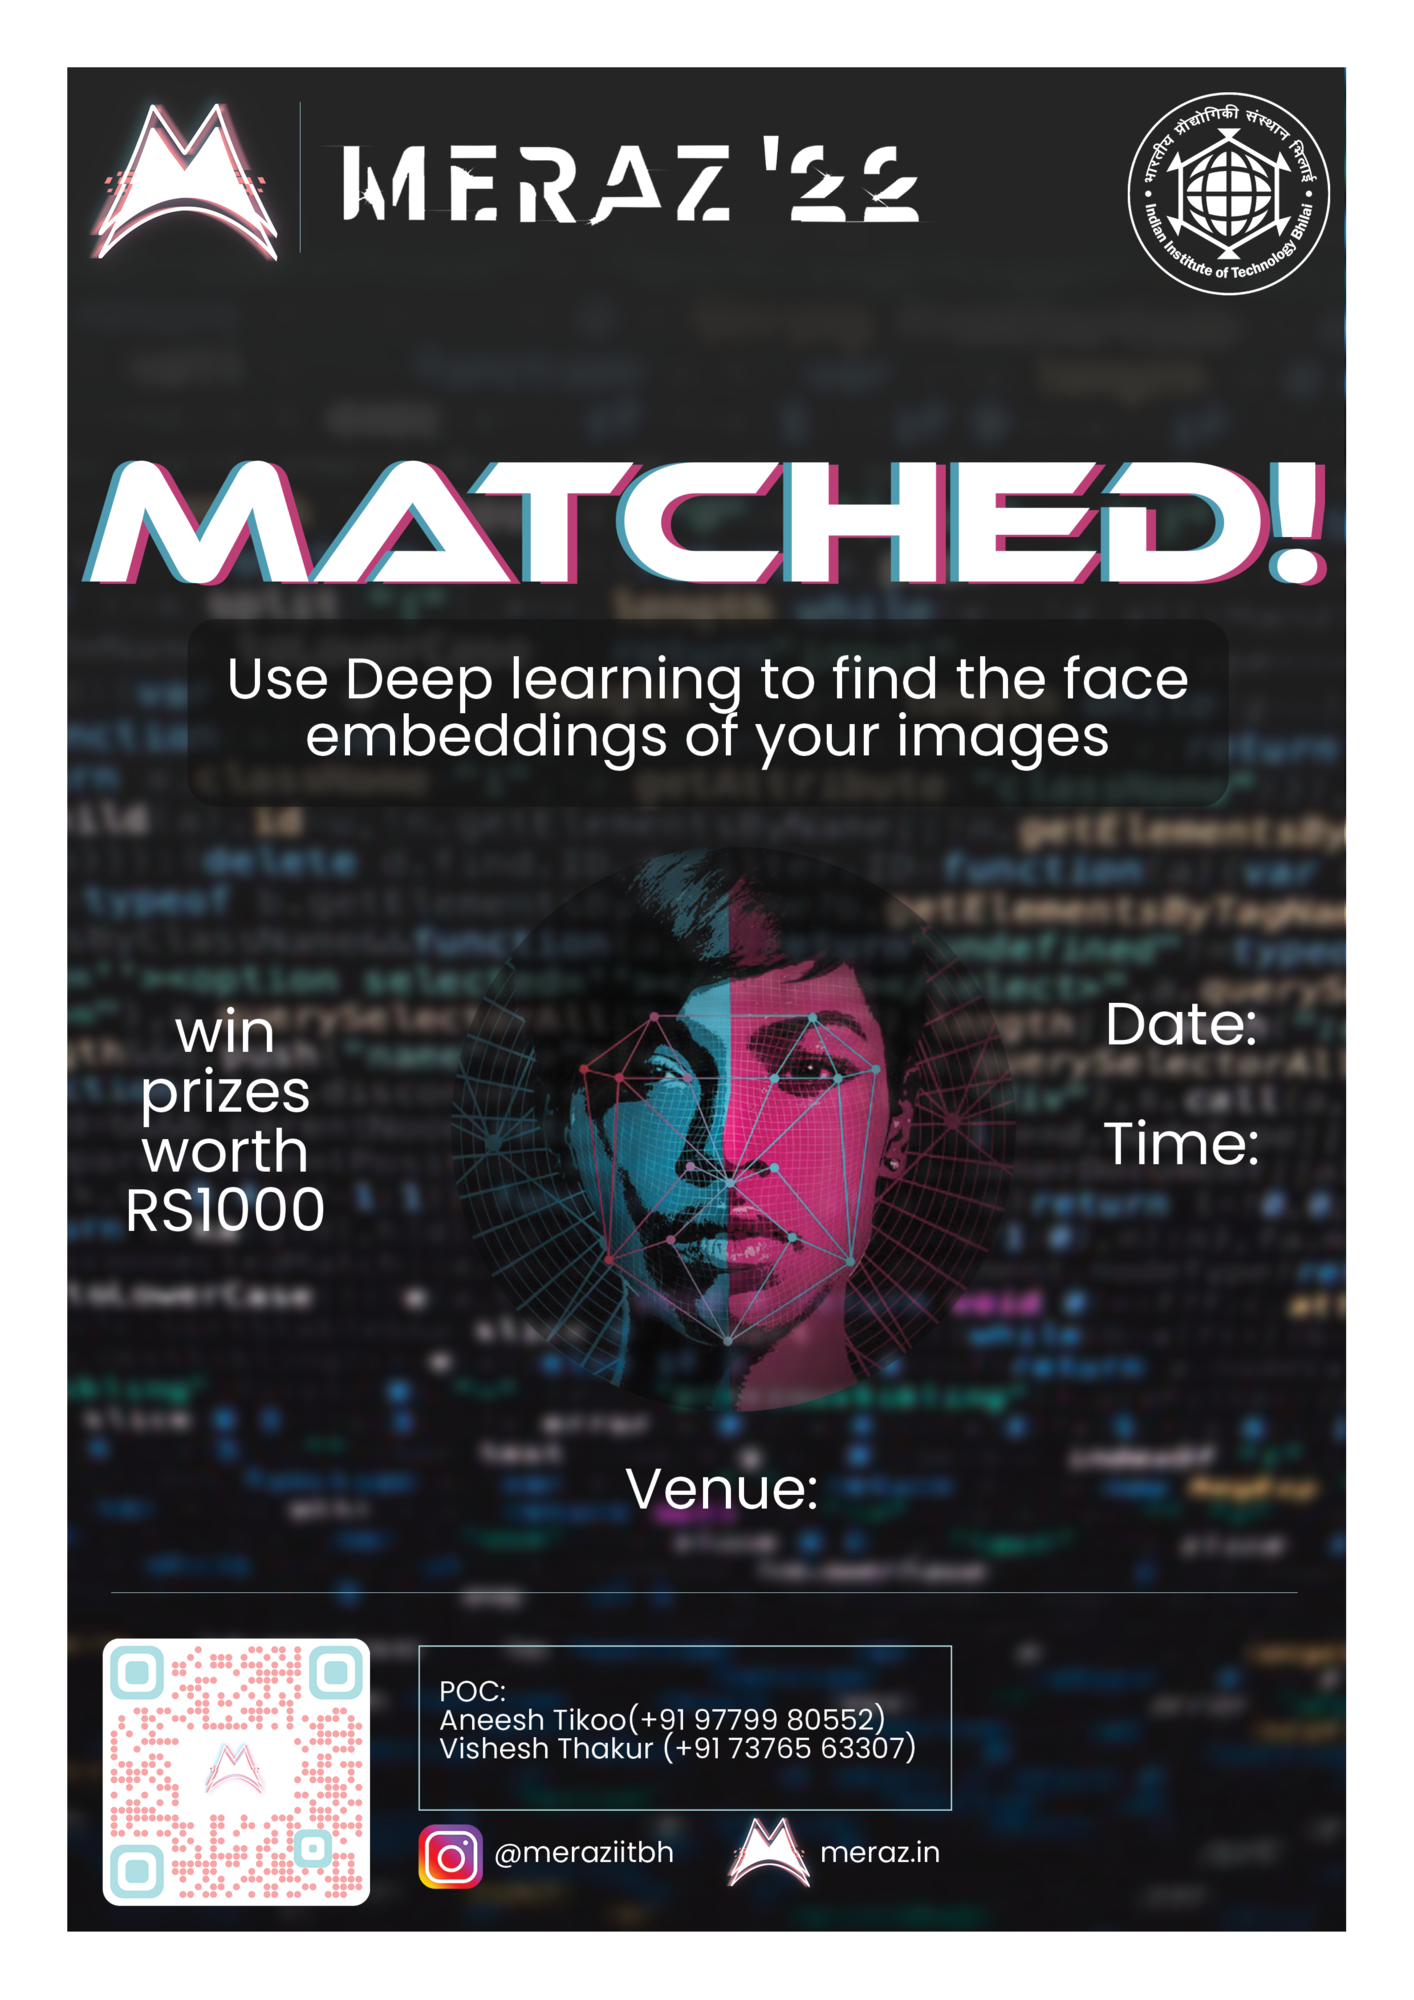 MERAZ '22
भारतीय प्रौद्योगिकी संस्थान भिलाई
Indian Institute of Technology Bhilai
MATCHED!
Use Deep learning to find the face
embeddings of your images
win
prizes
worth
RS1000
Date:
Time:
Venue:
POC:
Aneesh Tikoo(+91 97799 80552)
Vishesh Thakur (+91 73765 63307)
@meraziitbh
meraz.in